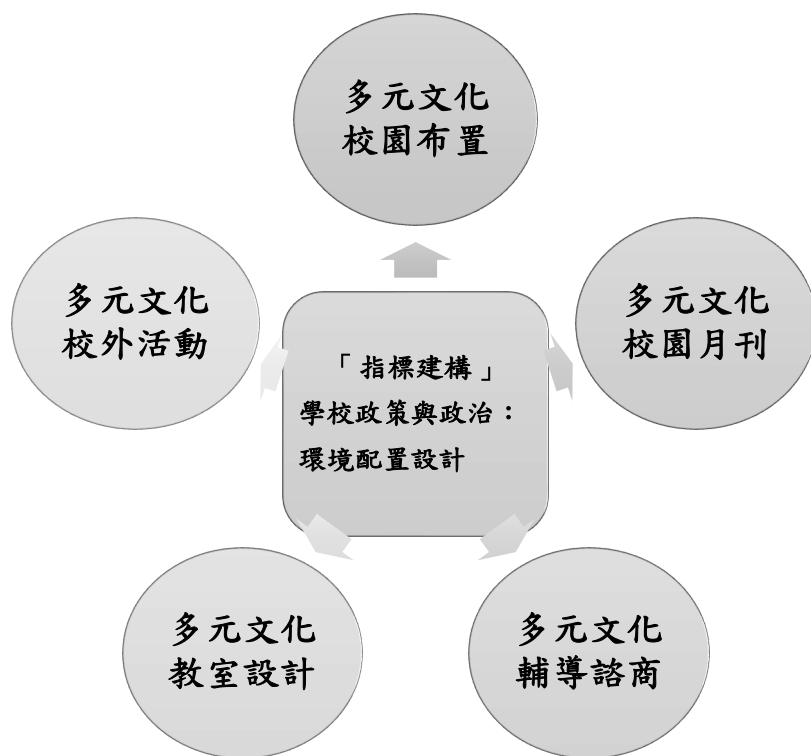 多元文化
校園布置
多元文化
校外活動
多元文化
校園月刊
「指標建構」
學校政策與政治：
環境配置設計
多元文化
教室設計
多元文化
輔導諮商